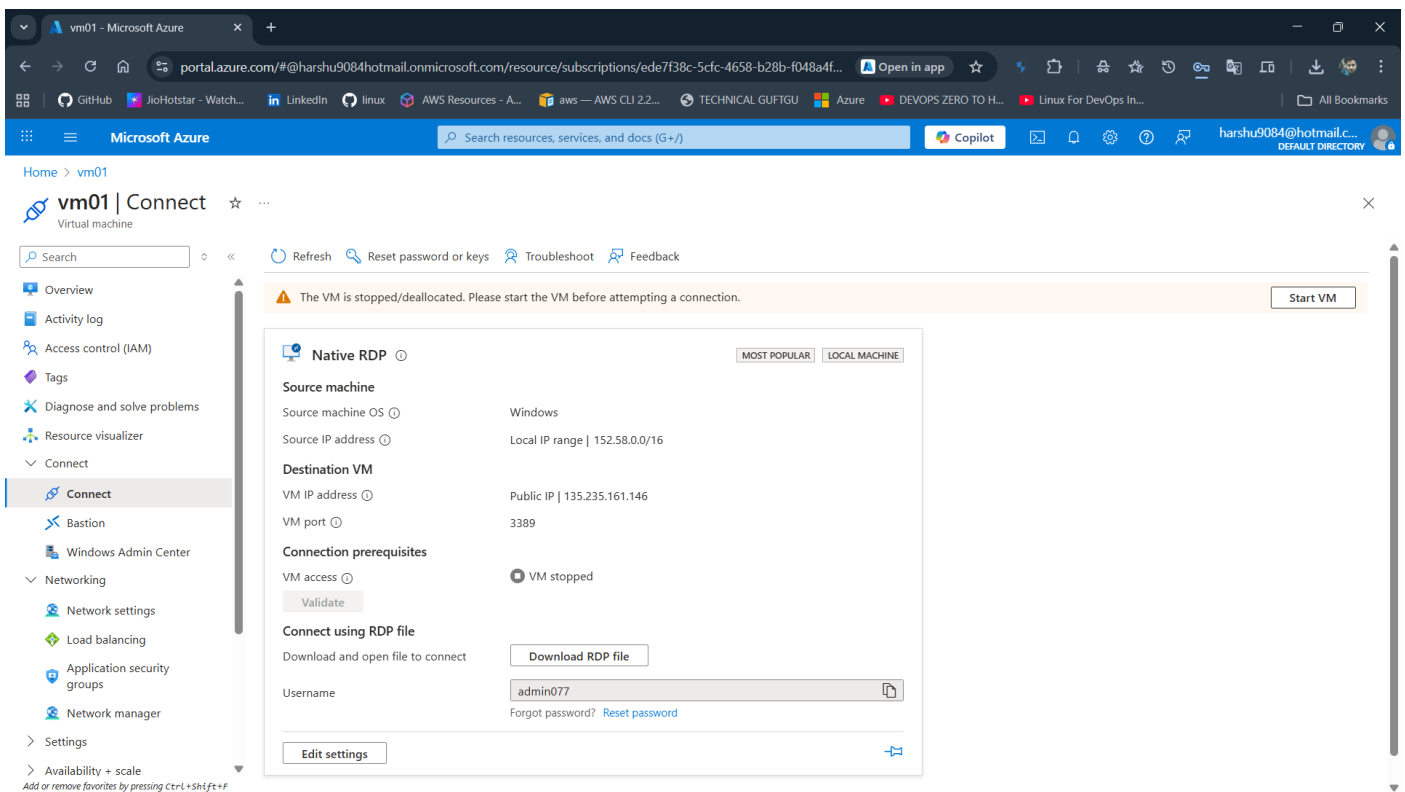 vm01 - Microsoft Azure
portal.azure.com/#@harshu9084hotmail.onmicrosoft.com/resource/subscriptions/ede7f38c-5cfc-4658-b28b-f048a4f... Open in app
GitHub JioHotstar - Watch... LinkedIn linux AWS Resources - A... aws — AWS CLI 2.2... TECHNICAL GUFTGU Azure DEVOPS ZERO TO H... Linux For DevOps In... All Bookmarks
Microsoft Azure Search resources, services, and docs (G+/) Copilot harshu9084@hotmail.c...
DEFAULT DIRECTORY
Home > vm01
vm01 | Connect
Virtual machine
Search
Overview
Activity log
Access control (IAM)
Tags
Diagnose and solve problems
Resource visualizer
Connect
Connect
Bastion
Windows Admin Center
Networking
Network settings
Load balancing
Application security
groups
Network manager
Settings
Availability + scale
Add or remove favorites by pressing Ctrl+Shift+F
Refresh Reset password or keys Troubleshoot Feedback
The VM is stopped/deallocated. Please start the VM before attempting a connection. Start VM
Native RDP MOST POPULAR LOCAL MACHINE
Source machine
Source machine OS Windows
Source IP address Local IP range | 152.58.0.0/16
Destination VM
VM IP address Public IP | 135.235.161.146
VM port 3389
Connection prerequisites
VM access VM stopped
Validate
Connect using RDP file
Download and open file to connect Download RDP file
Username admin077
Forgot password? Reset password
Edit settings